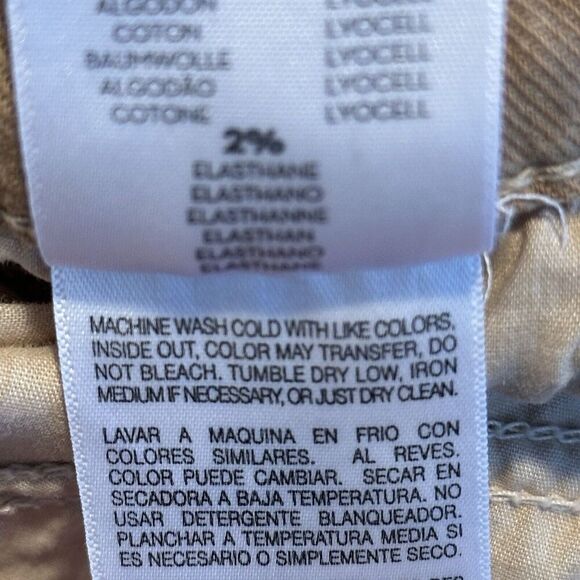 ALGODON LYOCELL
COTON LYOCELL
BAUMWOLLE LYOCELL
ALGODÃO LYOCELL
COTONE LYOCELL
2%
ELASTHANE
ELASTHANO
ELASTHANNE
ELASTHAN
ELASTHANO
ELASTHANE
MACHINE WASH COLD WITH LIKE COLORS,
INSIDE OUT, COLOR MAY TRANSFER, DO
NOT BLEACH. TUMBLE DRY LOW, IRON
MEDIUM IF NECESSARY, OR JUST DRY CLEAN.
LAVAR A MAQUINA EN FRIO CON
COLORES SIMILARES. AL REVES.
COLOR PUEDE CAMBIAR. SECAR EN
SECADORA A BAJA TEMPERATURA. NO
USAR DETERGENTE BLANQUEADOR.
PLANCHAR A TEMPERATURA MEDIA SI
ES NECESARIO O SIMPLEMENTE SECO.